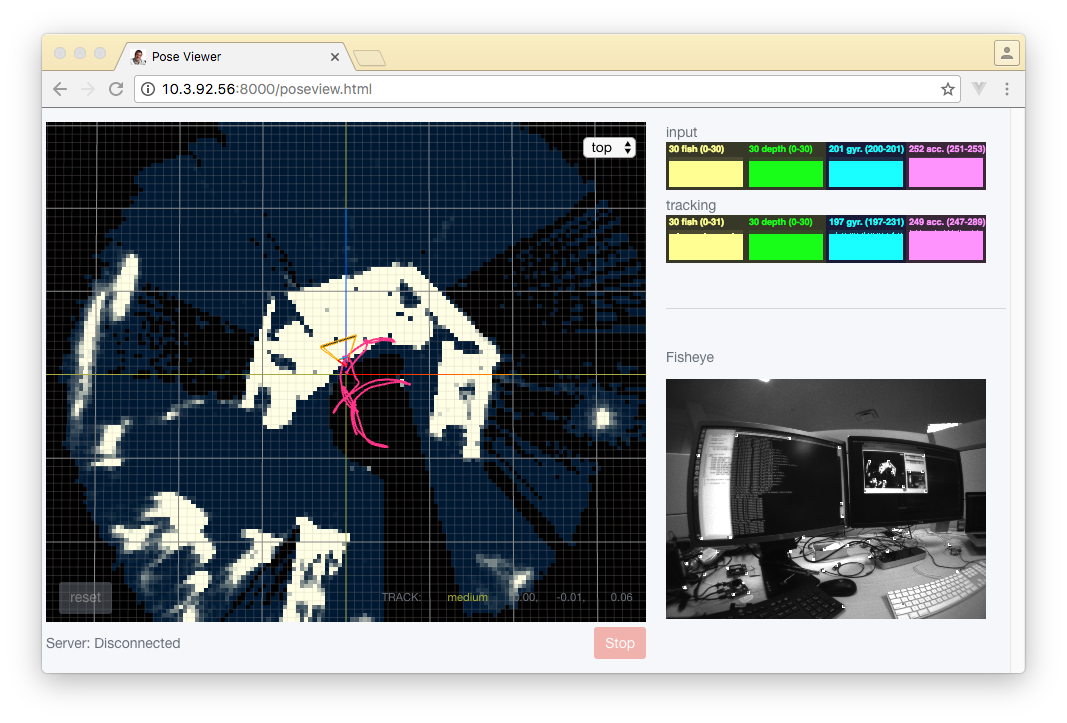 Pose Viewer
10.3.92.56:8000/poseview.html
top
input
30 fish (0-30) 30 depth (0-30) 201 gyr. (200-201) 252 acc. (251-253)
tracking
30 fish (0-31) 30 depth (0-30) 197 gyr. (197-231) 249 acc. (247-289)
Fisheye
reset
TRACK: medium -0.01, 0.06
Server: Disconnected
Stop